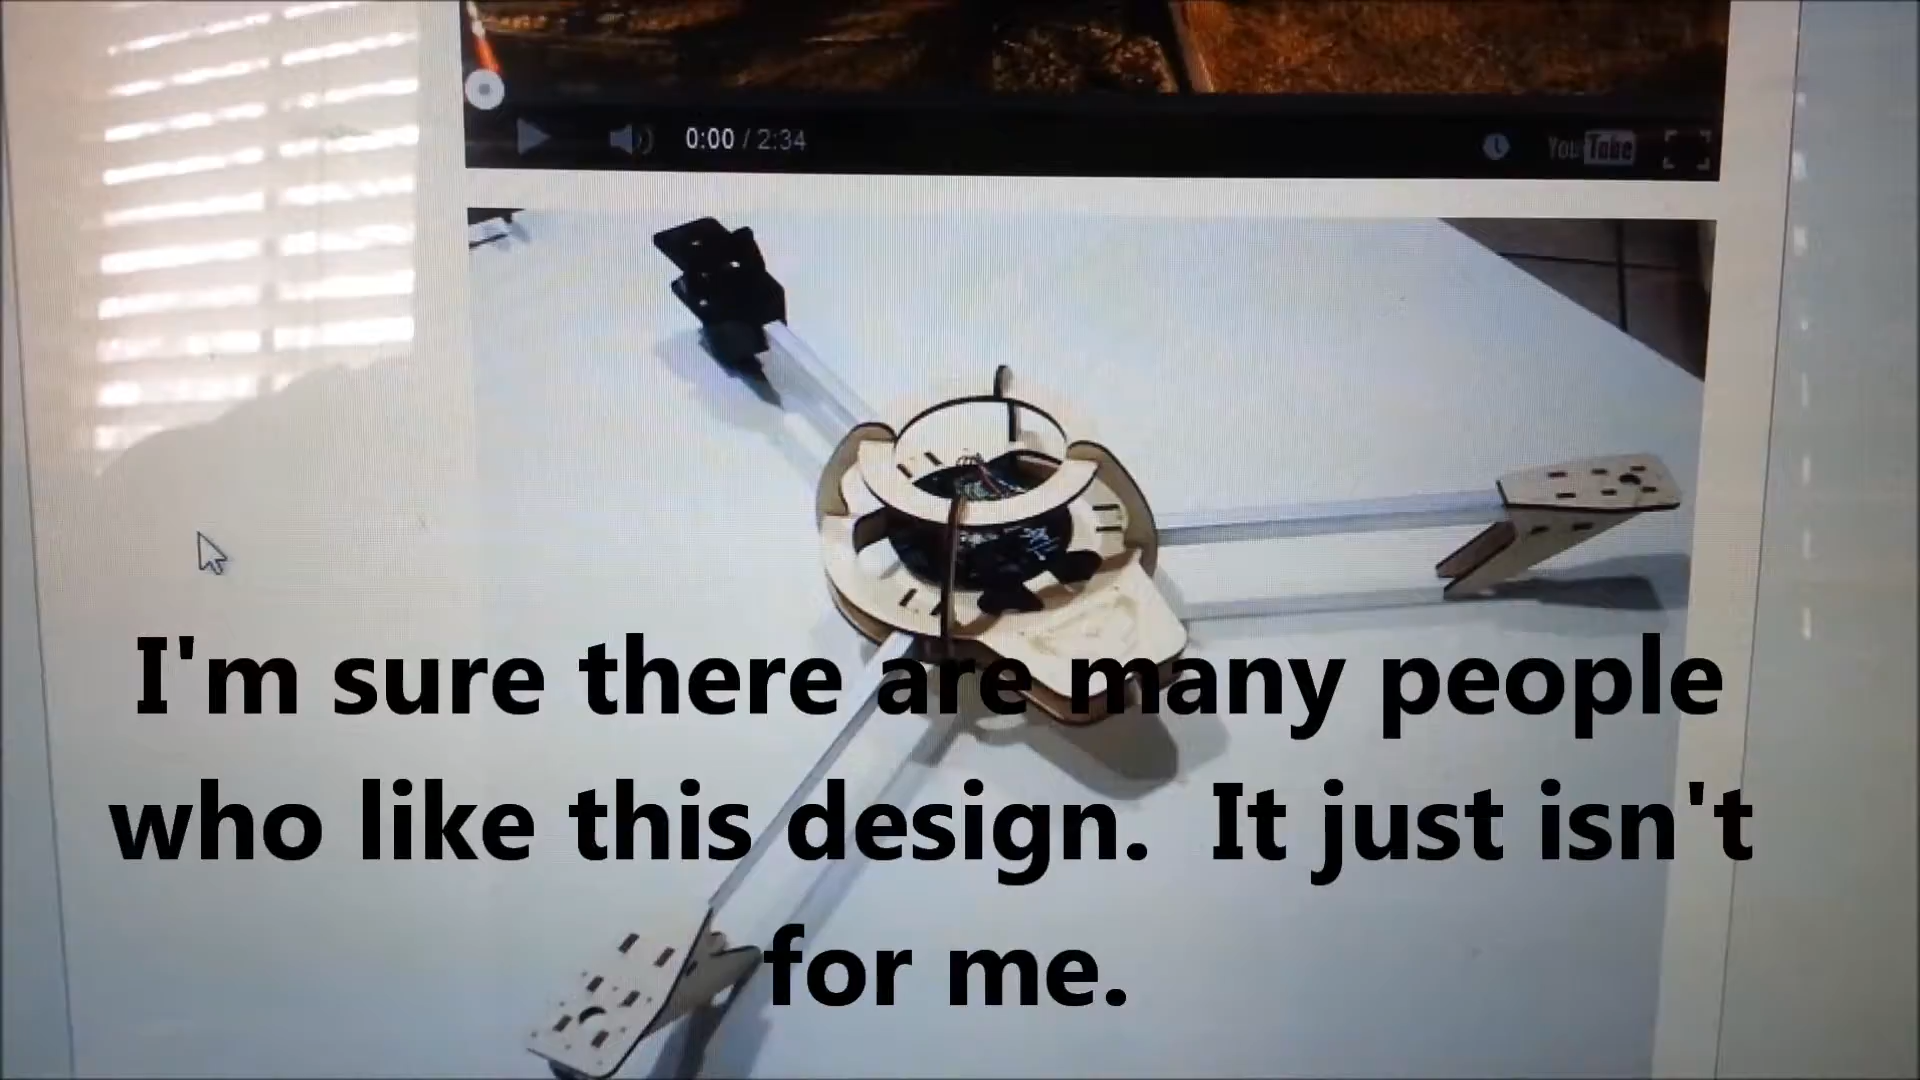 0:00 / 2:34
YouTube
I'm sure there are many people
who like this design.  It just isn't
for me.